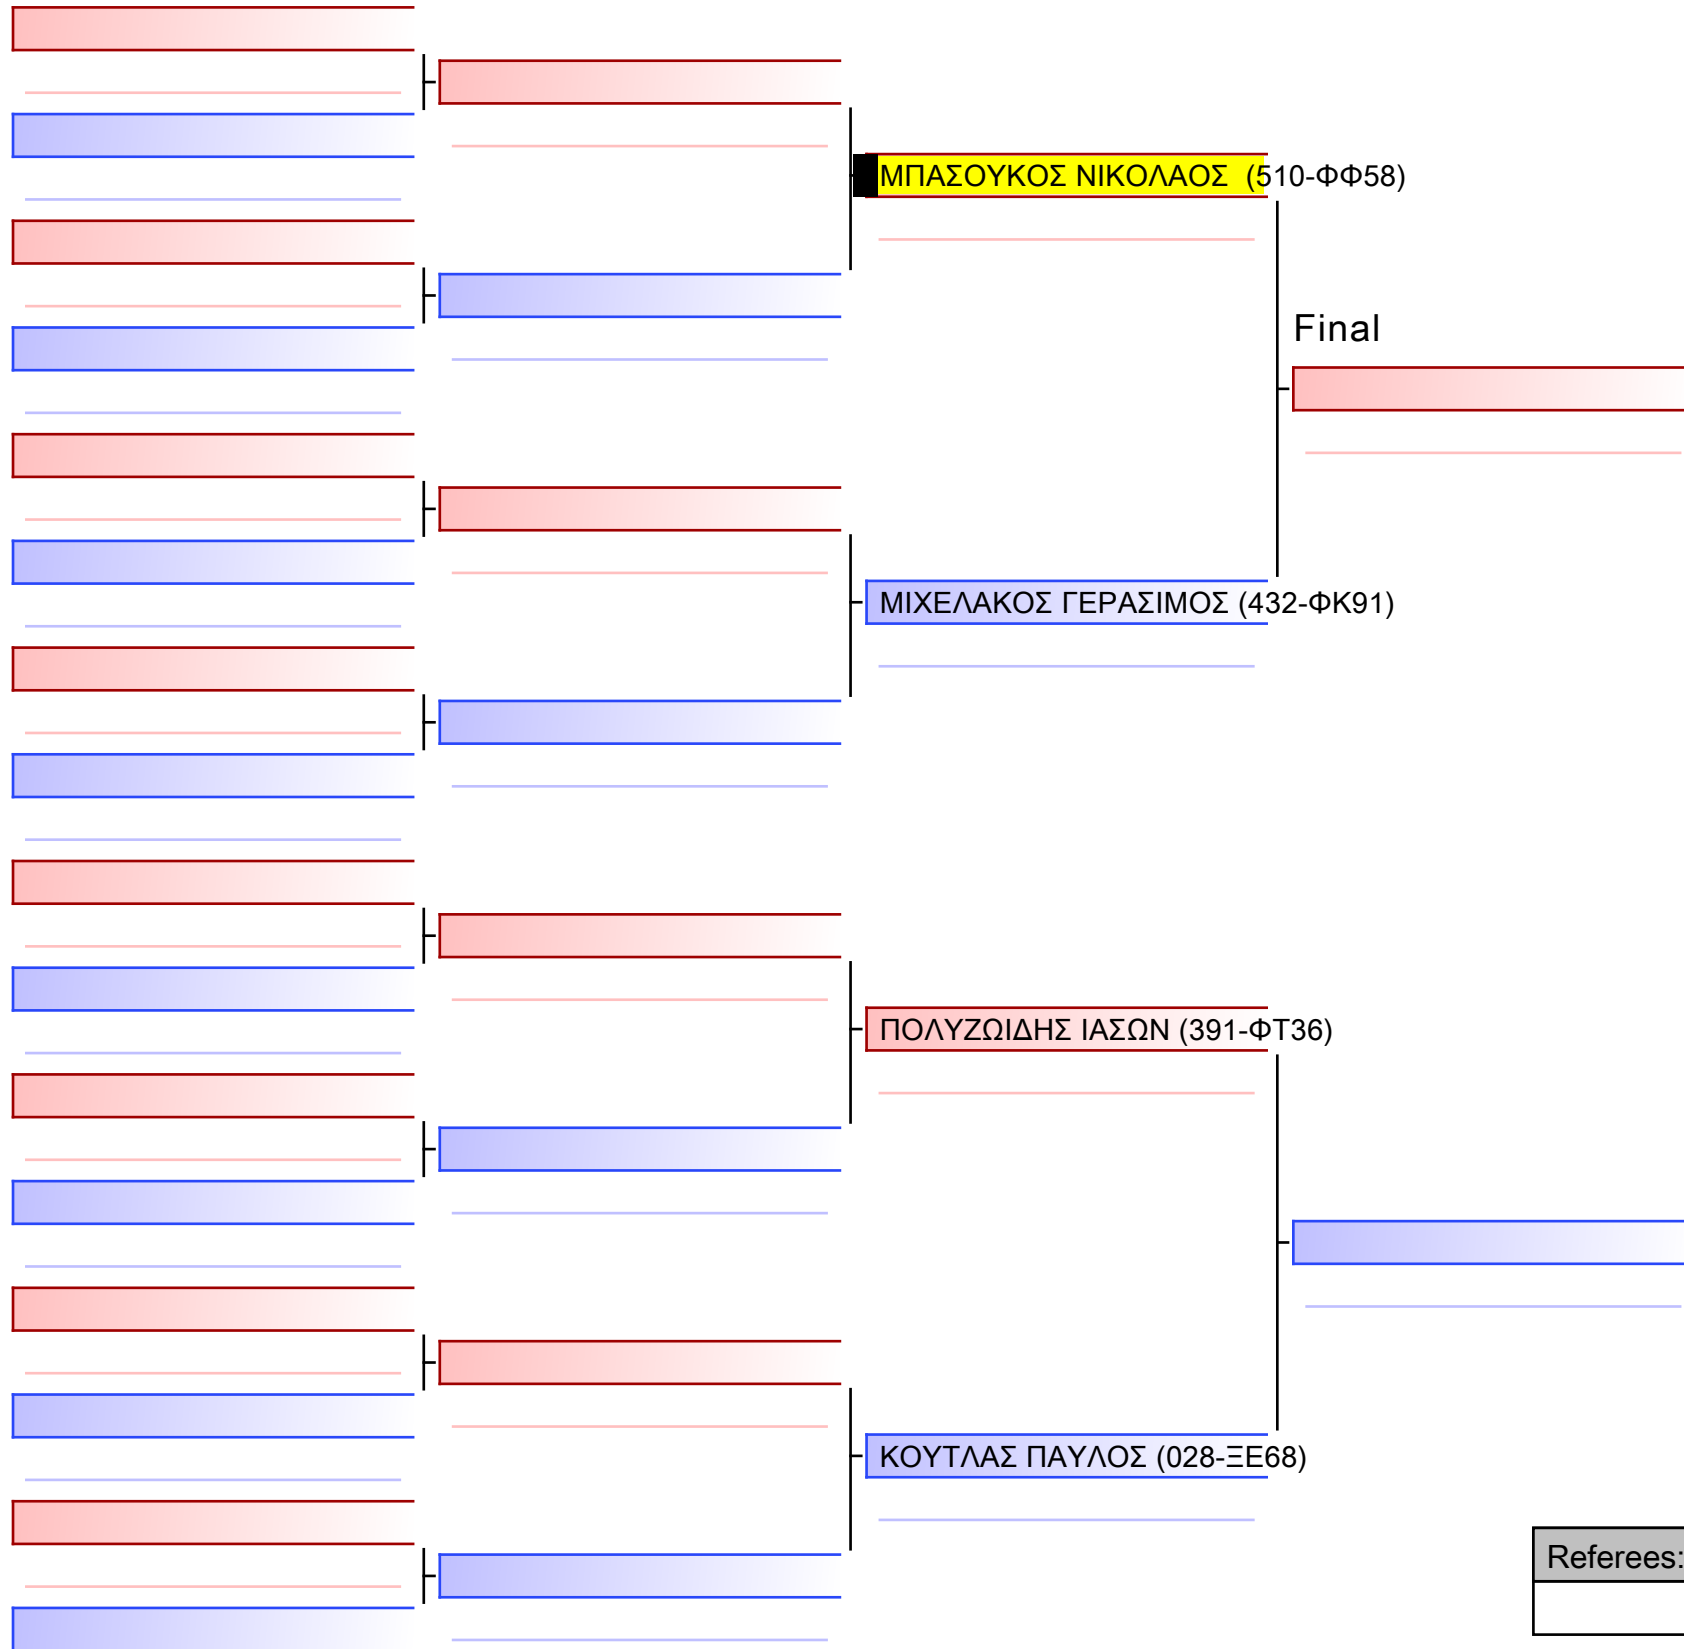 ΜΠΑΣΟΥΚΟΣ ΝΙΚΟΛΑΟΣ  (510-ΦΦ58)
Final
ΜΙΧΕΛΑΚΟΣ ΓΕΡΑΣΙΜΟΣ (432-ΦΚ91)
ΠΟΛΥΖΩΙΔΗΣ ΙΑΣΩΝ (391-ΦΤ36)
ΚΟΥΤΛΑΣ ΠΑΥΛΟΣ (028-ΞΕ68)
Referees: